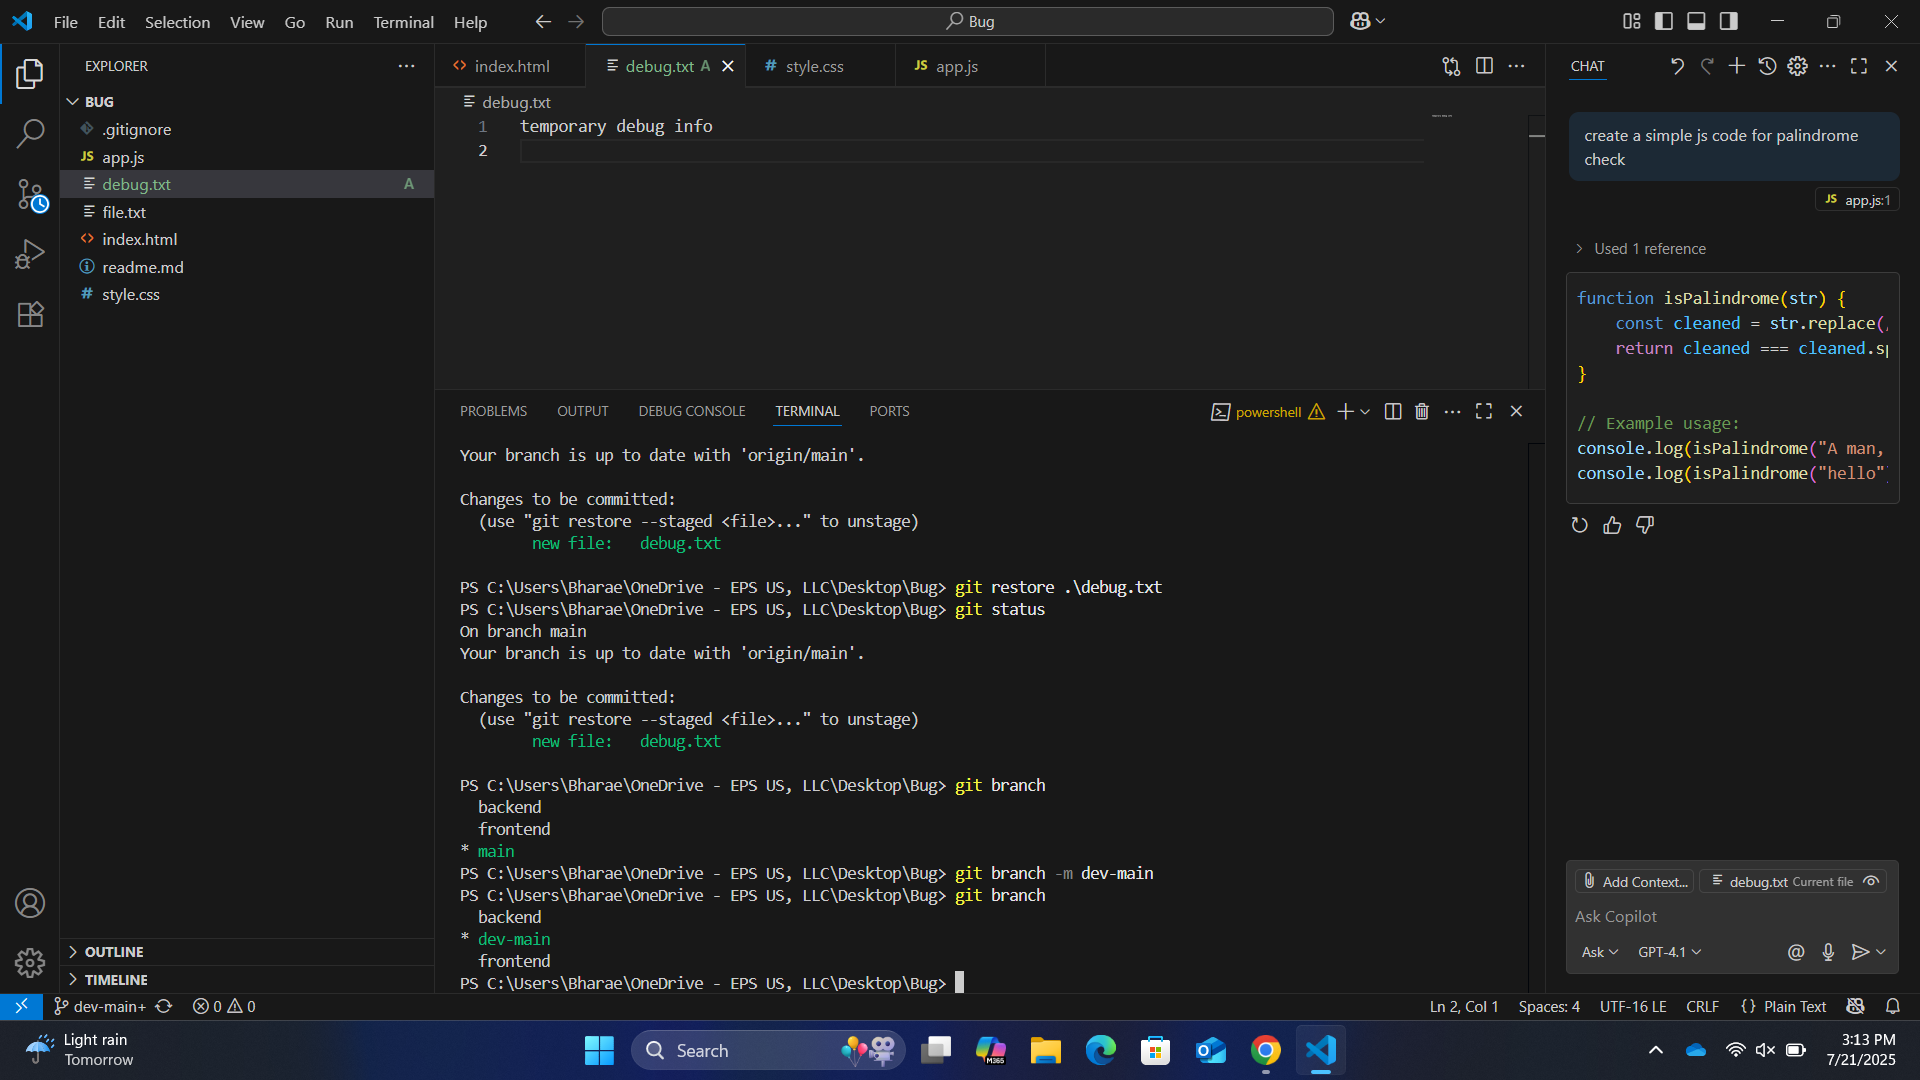 File Edit Selection View Go Run Terminal Help
Bug
EXPLORER
BUG
.gitignore
JS app.js
debug.txt A
file.txt
index.html
readme.md
# style.css
OUTLINE
TIMELINE
<> index.html
debug.txt A
# style.css
JS app.js
debug.txt
1 temporary debug info
2
PROBLEMS OUTPUT DEBUG CONSOLE TERMINAL PORTS
powershell
Your branch is up to date with 'origin/main'.
Changes to be committed:
(use "git restore --staged <file>..." to unstage)
new file: debug.txt
PS C:\Users\Bharae\OneDrive - EPS US, LLC\Desktop\Bug> git restore .\debug.txt
PS C:\Users\Bharae\OneDrive - EPS US, LLC\Desktop\Bug> git status
On branch main
Your branch is up to date with 'origin/main'.
Changes to be committed:
(use "git restore --staged <file>..." to unstage)
new file: debug.txt
PS C:\Users\Bharae\OneDrive - EPS US, LLC\Desktop\Bug> git branch
backend
frontend
* main
PS C:\Users\Bharae\OneDrive - EPS US, LLC\Desktop\Bug> git branch -m dev-main
PS C:\Users\Bharae\OneDrive - EPS US, LLC\Desktop\Bug> git branch
backend
* dev-main
frontend
PS C:\Users\Bharae\OneDrive - EPS US, LLC\Desktop\Bug>
CHAT
create a simple js code for palindrome
check
JS app.js:1
Used 1 reference
function isPalindrome(str) {
const cleaned = str.replace(
return cleaned === cleaned.sp
}
// Example usage:
console.log(isPalindrome("A man,
console.log(isPalindrome("hello"
Add Context...
debug.txt Current file
Ask Copilot
Ask GPT-4.1
@
dev-main+ 0 0
Ln 2, Col 1 Spaces: 4 UTF-16 LE CRLF {} Plain Text
Light rain
Tomorrow
Search
M365
3:13 PM
7/21/2025